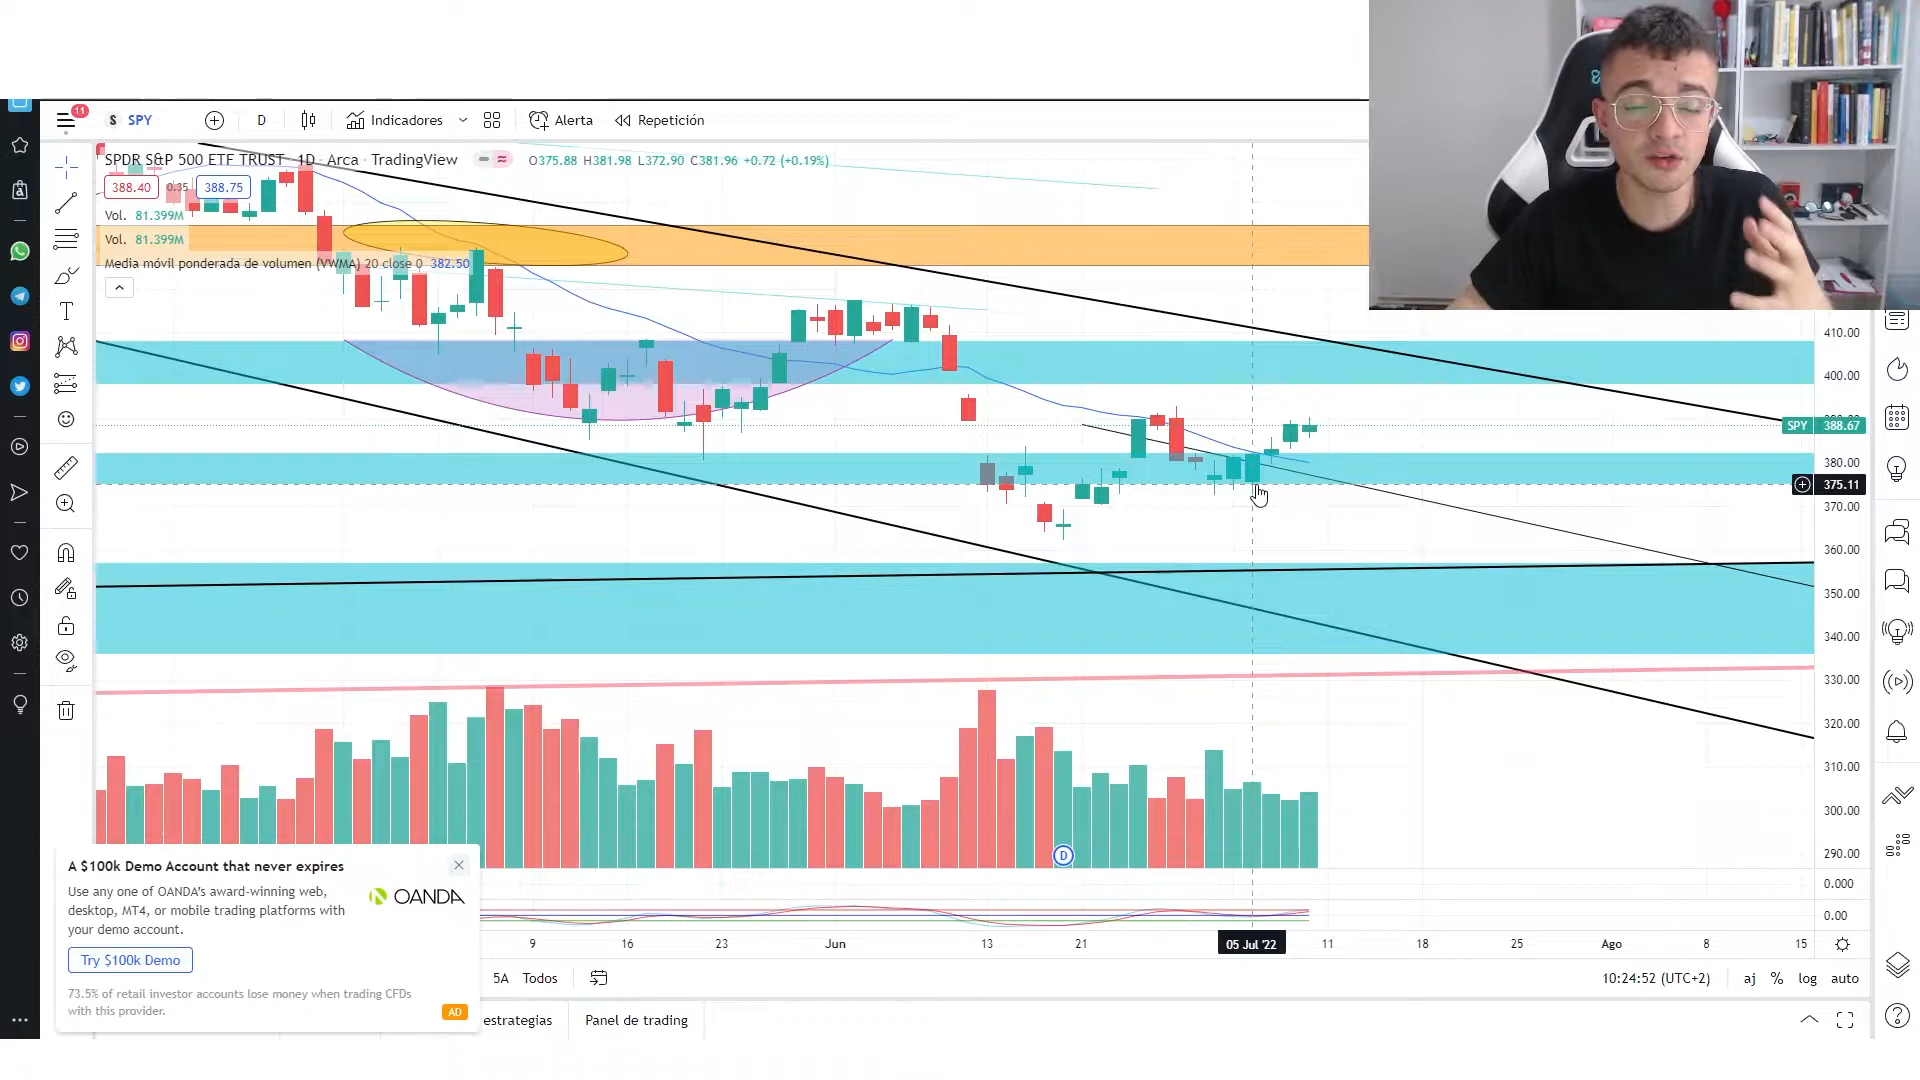 11
S SPY
D
Indicadores
Alerta
Repetición
SPDR S&P 500 ETF TRUST · 1D · Arca · TradingView
O375.88 H381.98 L372.90 C381.96 +0.72 (+0.19%)
388.40 0.35 388.75
Vol. 81.399M
Vol. 81.399M
Media móvil ponderada de volumen (VWMA) 20 close 0 382.50
410.00
400.00
SPY 388.67
380.00
375.11
370.00
360.00
350.00
340.00
330.00
320.00
310.00
300.00
290.00
0.000
0.00
D
A $100k Demo Account that never expires
Use any one of OANDA's award-winning web,
desktop, MT4, or mobile trading platforms with
your demo account.
OANDA
Try $100k Demo
73.5% of retail investor accounts lose money when trading CFDs
with this provider.
AD
9 16 23 Jun 13 21 05 Jul '22 11 18 25 Ago 8 15
5A Todos
10:24:52 (UTC+2) aj % log auto
estrategias Panel de trading